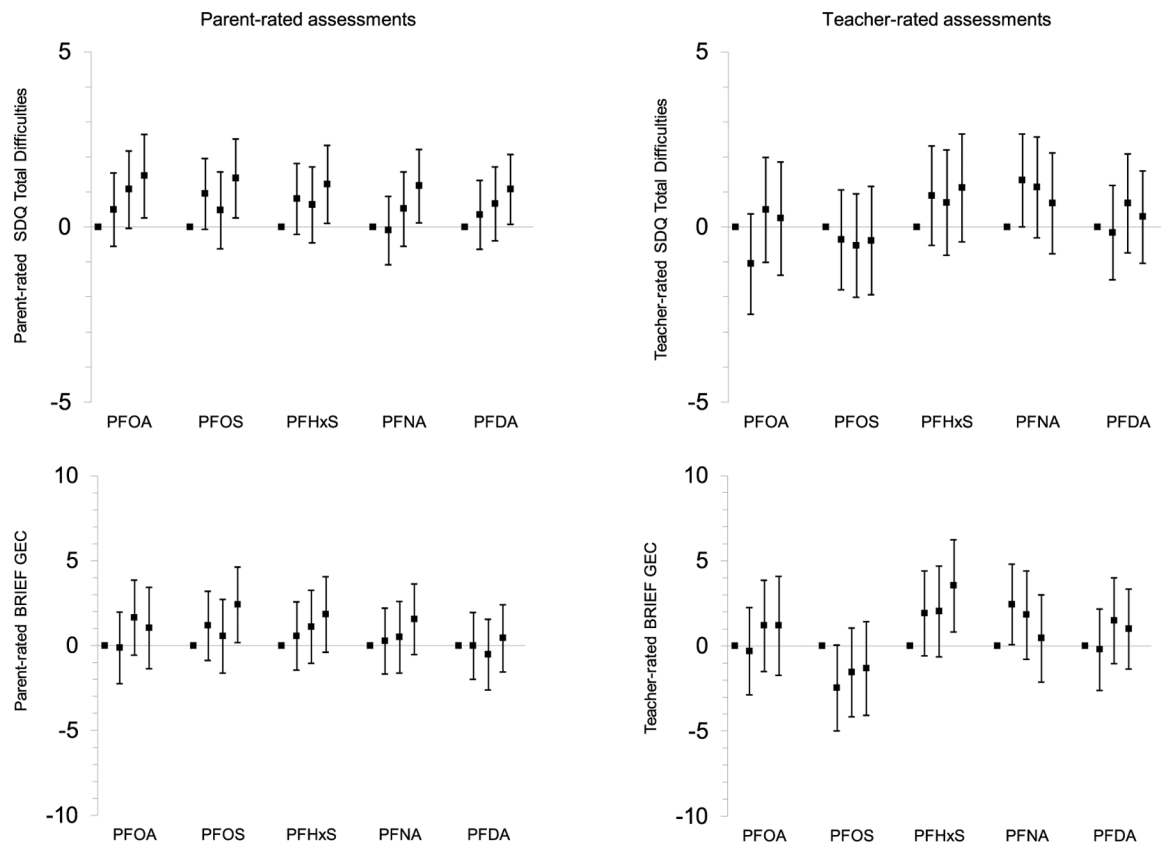 Parent-rated assessments
Teacher-rated assessments
Parent-rated SDQ Total Difficulties
5
0
-5
PFOA PFOS PFHxS PFNA PFDA
Teacher-rated SDQ Total Difficulties
5
0
-5
PFOA PFOS PFHxS PFNA PFDA
Parent-rated BRIEF GEC
10
5
0
-5
-10
PFOA PFOS PFHxS PFNA PFDA
Teacher-rated BRIEF GEC
10
5
0
-5
-10
PFOA PFOS PFHxS PFNA PFDA